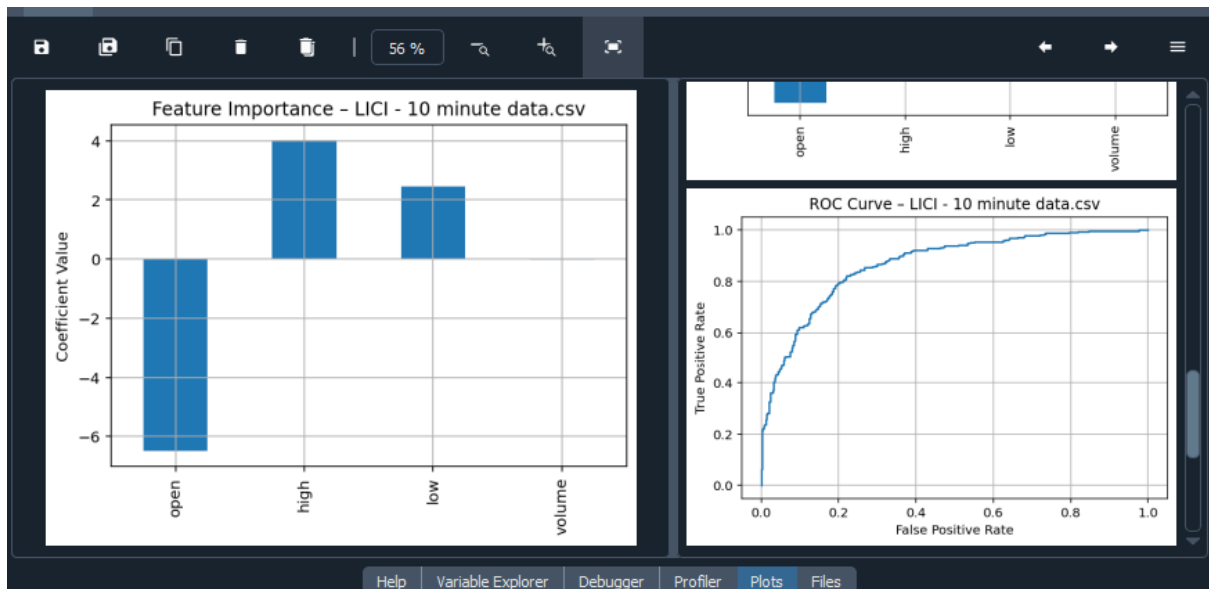 56 %
Feature Importance – LICI - 10 minute data.csv
4
2
0
−2
−4
−6
Coefficient Value
open
high
low
volume
open
high
low
volume
ROC Curve – LICI - 10 minute data.csv
1.0
0.8
0.6
0.4
0.2
0.0
True Positive Rate
0.0 0.2 0.4 0.6 0.8 1.0
False Positive Rate
Help Variable Explorer Debugger Profiler Plots Files